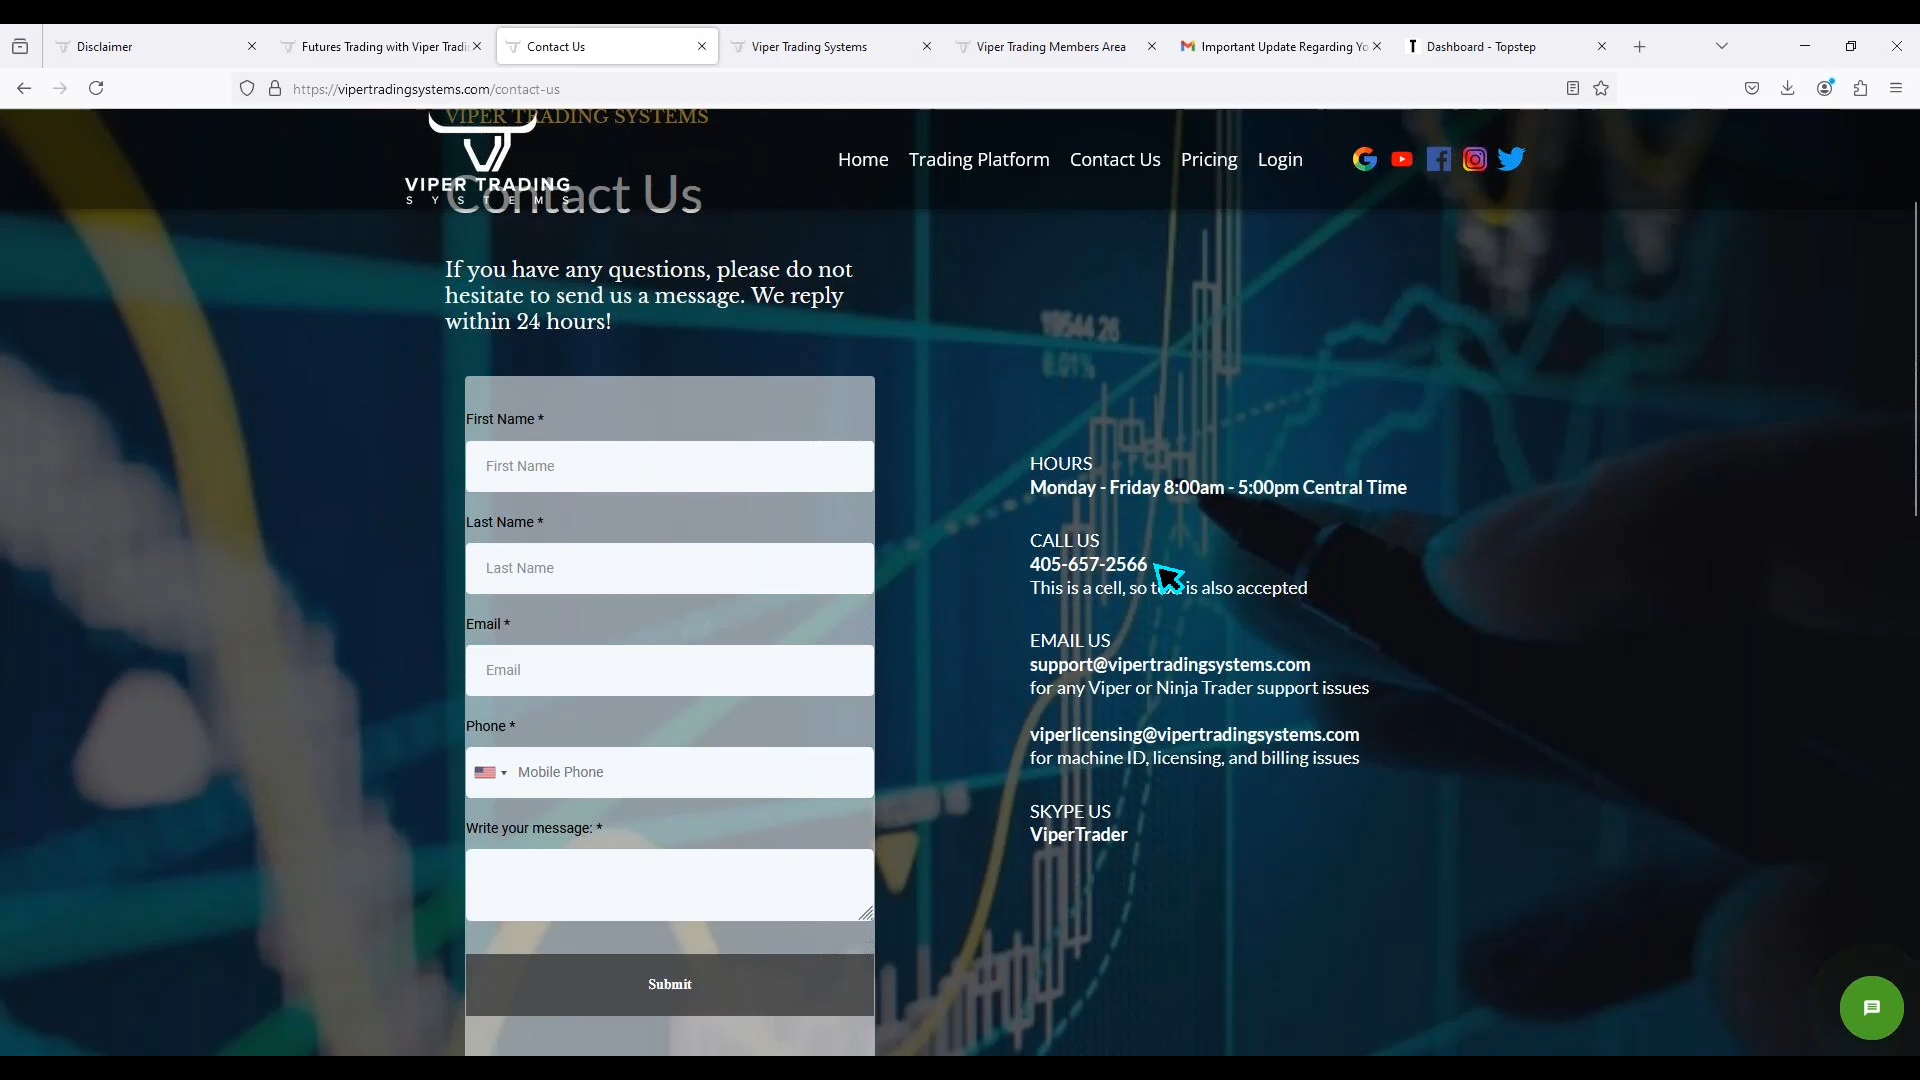 Disclaimer
Futures Trading with Viper Tradi
Contact Us
Viper Trading Systems
Viper Trading Members Area
Important Update Regarding Yo
Dashboard - Topstep
https://vipertradingsystems.com/contact-us
VIPER TRADING SYSTEMS
VIPER TRADING
SYSTEMS
Home
Trading Platform
Contact Us
Pricing
Login
Contact Us
If you have any questions, please do not
hesitate to send us a message. We reply
within 24 hours!
First Name *
First Name
Last Name *
Last Name
Email *
Email
Phone *
Mobile Phone
Write your message: *
Submit
HOURS
Monday - Friday 8:00am - 5:00pm Central Time
CALL US
405-657-2566
This is a cell, so text is also accepted
EMAIL US
support@vipertradingsystems.com
for any Viper or Ninja Trader support issues
viperlicensing@vipertradingsystems.com
for machine ID, licensing, and billing issues
SKYPE US
ViperTrader